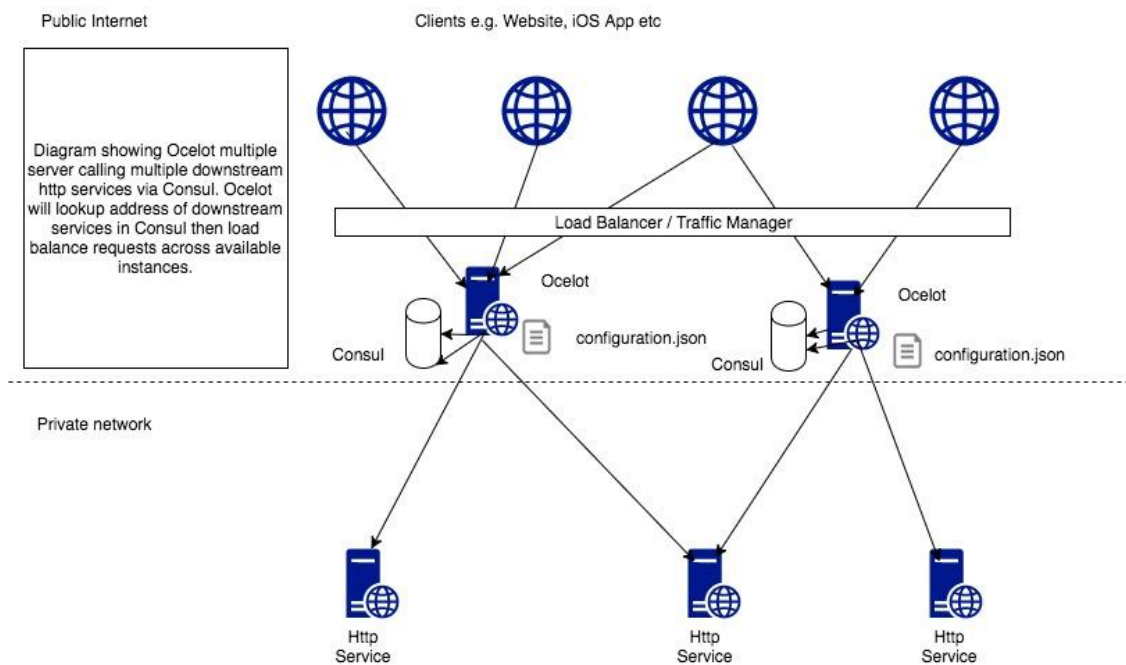 Public Internet
Clients e.g. Website, iOS App etc
Diagram showing Ocelot multiple
server calling multiple downstream
http services via Consul. Ocelot
will lookup address of downstream
services in Consul then load
balance requests across available
instances.
Load Balancer / Traffic Manager
Ocelot
Ocelot
configuration.json
Consul
configuration.json
Consul
Private network
Http
Service
Http
Service
Http
Service